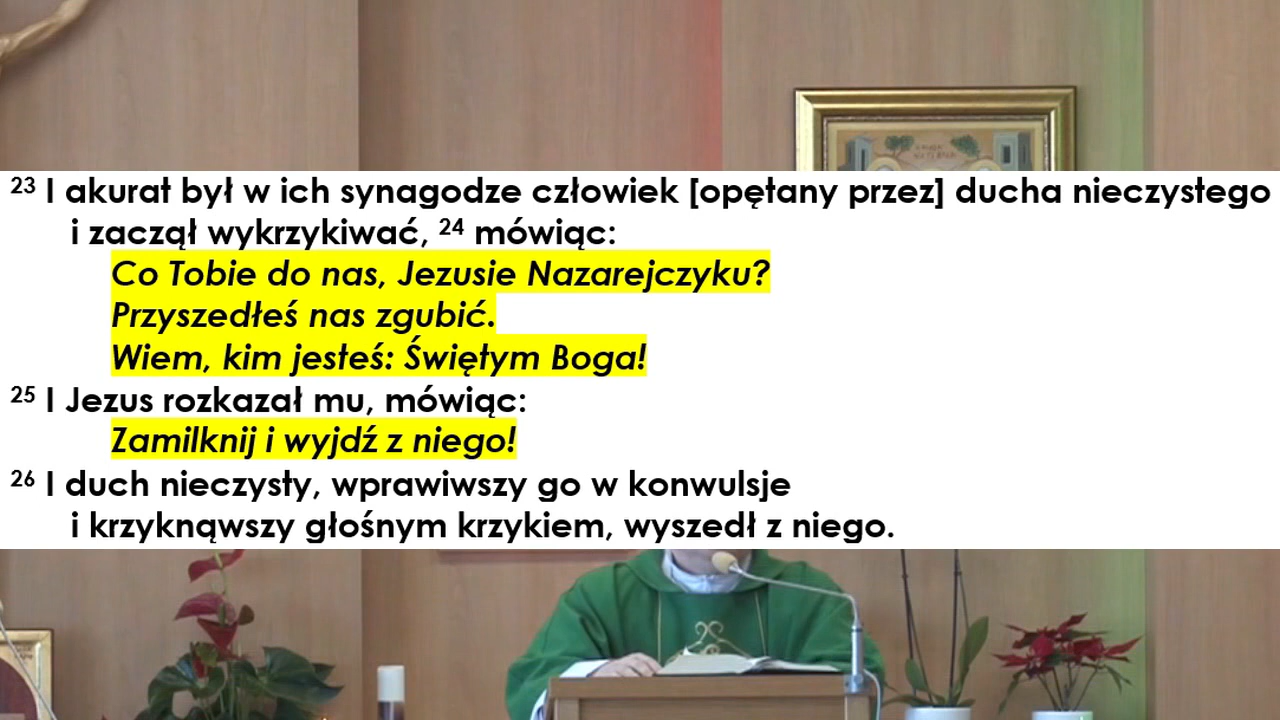 23 I akurat był w ich synagodze człowiek [opętany przez] ducha nieczystego
i zaczął wykrzykiwać, 24 mówiąc:
Co Tobie do nas, Jezusie Nazarejczyku?
Przyszedłeś nas zgubić.
Wiem, kim jesteś: Świętym Boga!
25 I Jezus rozkazał mu, mówiąc:
Zamilknij i wyjdź z niego!
26 I duch nieczysty, wprawiwszy go w konwulsje
i krzyknąwszy głośnym krzykiem, wyszedł z niego.